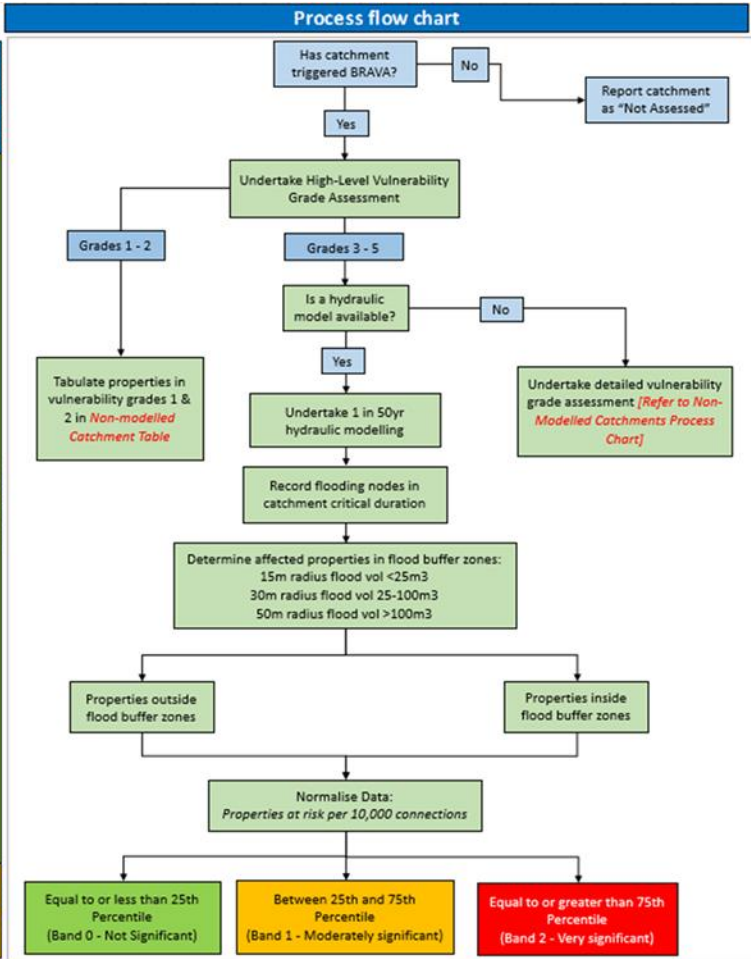 Process flow chart
Has catchment
triggered BRAVA?
No
Report catchment
as "Not Assessed"
Yes
Undertake High-Level Vulnerability
Grade Assessment
Grades 1 - 2
Grades 3 - 5
Is a hydraulic
model available?
No
Yes
Tabulate properties in
vulnerability grades 1 &
2 in Non-modelled
Catchment Table
Undertake 1 in 50yr
hydraulic modelling
Undertake detailed vulnerability
grade assessment [Refer to Non-
Modelled Catchments Process
Chart]
Record flooding nodes in
catchment critical duration
Determine affected properties in flood buffer zones:
15m radius flood vol <25m3
30m radius flood vol 25-100m3
50m radius flood vol >100m3
Properties outside
flood buffer zones
Properties inside
flood buffer zones
Normalise Data:
Properties at risk per 10,000 connections
Equal to or less than 25th
Percentile
(Band 0 - Not Significant)
Between 25th and 75th
Percentile
(Band 1 - Moderately significant)
Equal to or greater than 75th
Percentile
(Band 2 - Very significant)